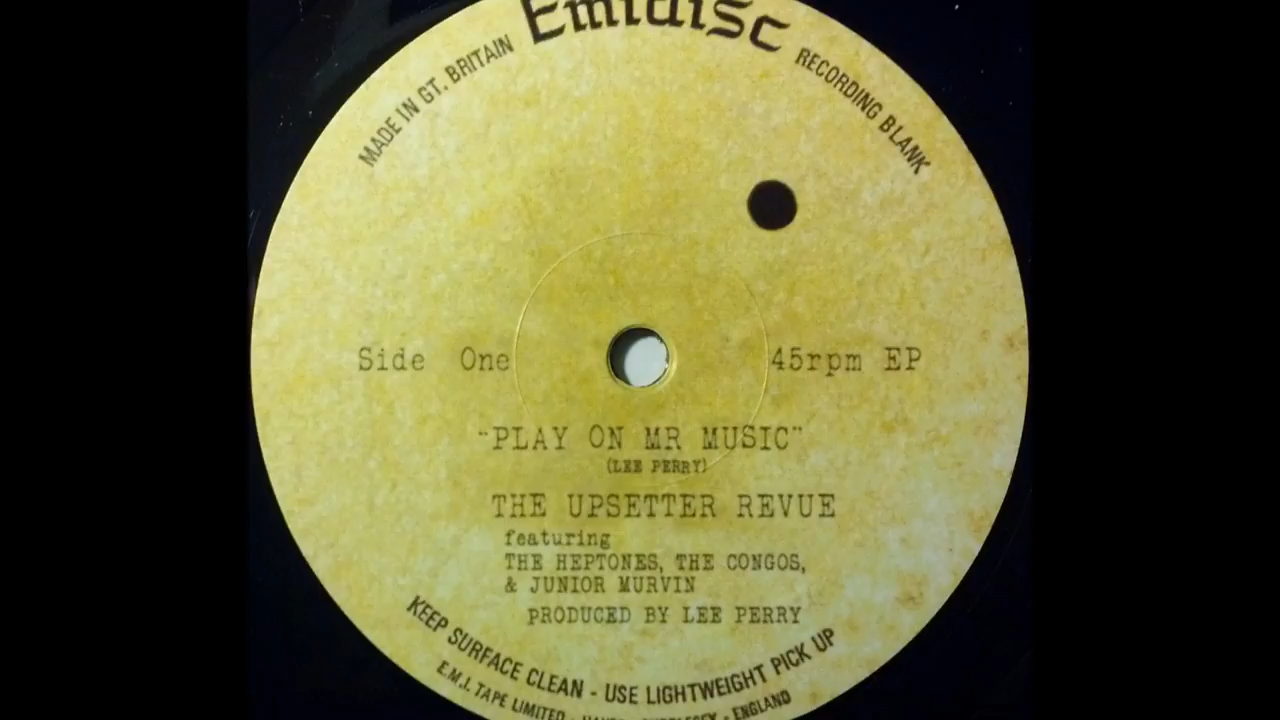 Emidisc
MADE IN GT. BRITAIN
RECORDING BLANK
Side One
45rpm EP
"PLAY ON MR MUSIC"
(LEE PERRY)
THE UPSETTER REVUE
featuring
THE HEPTONES, THE CONGOS,
& JUNIOR MURVIN
PRODUCED BY LEE PERRY
KEEP SURFACE CLEAN - USE LIGHTWEIGHT PICK UP
E.M.I. TAPE LIMITED - ENGLAND